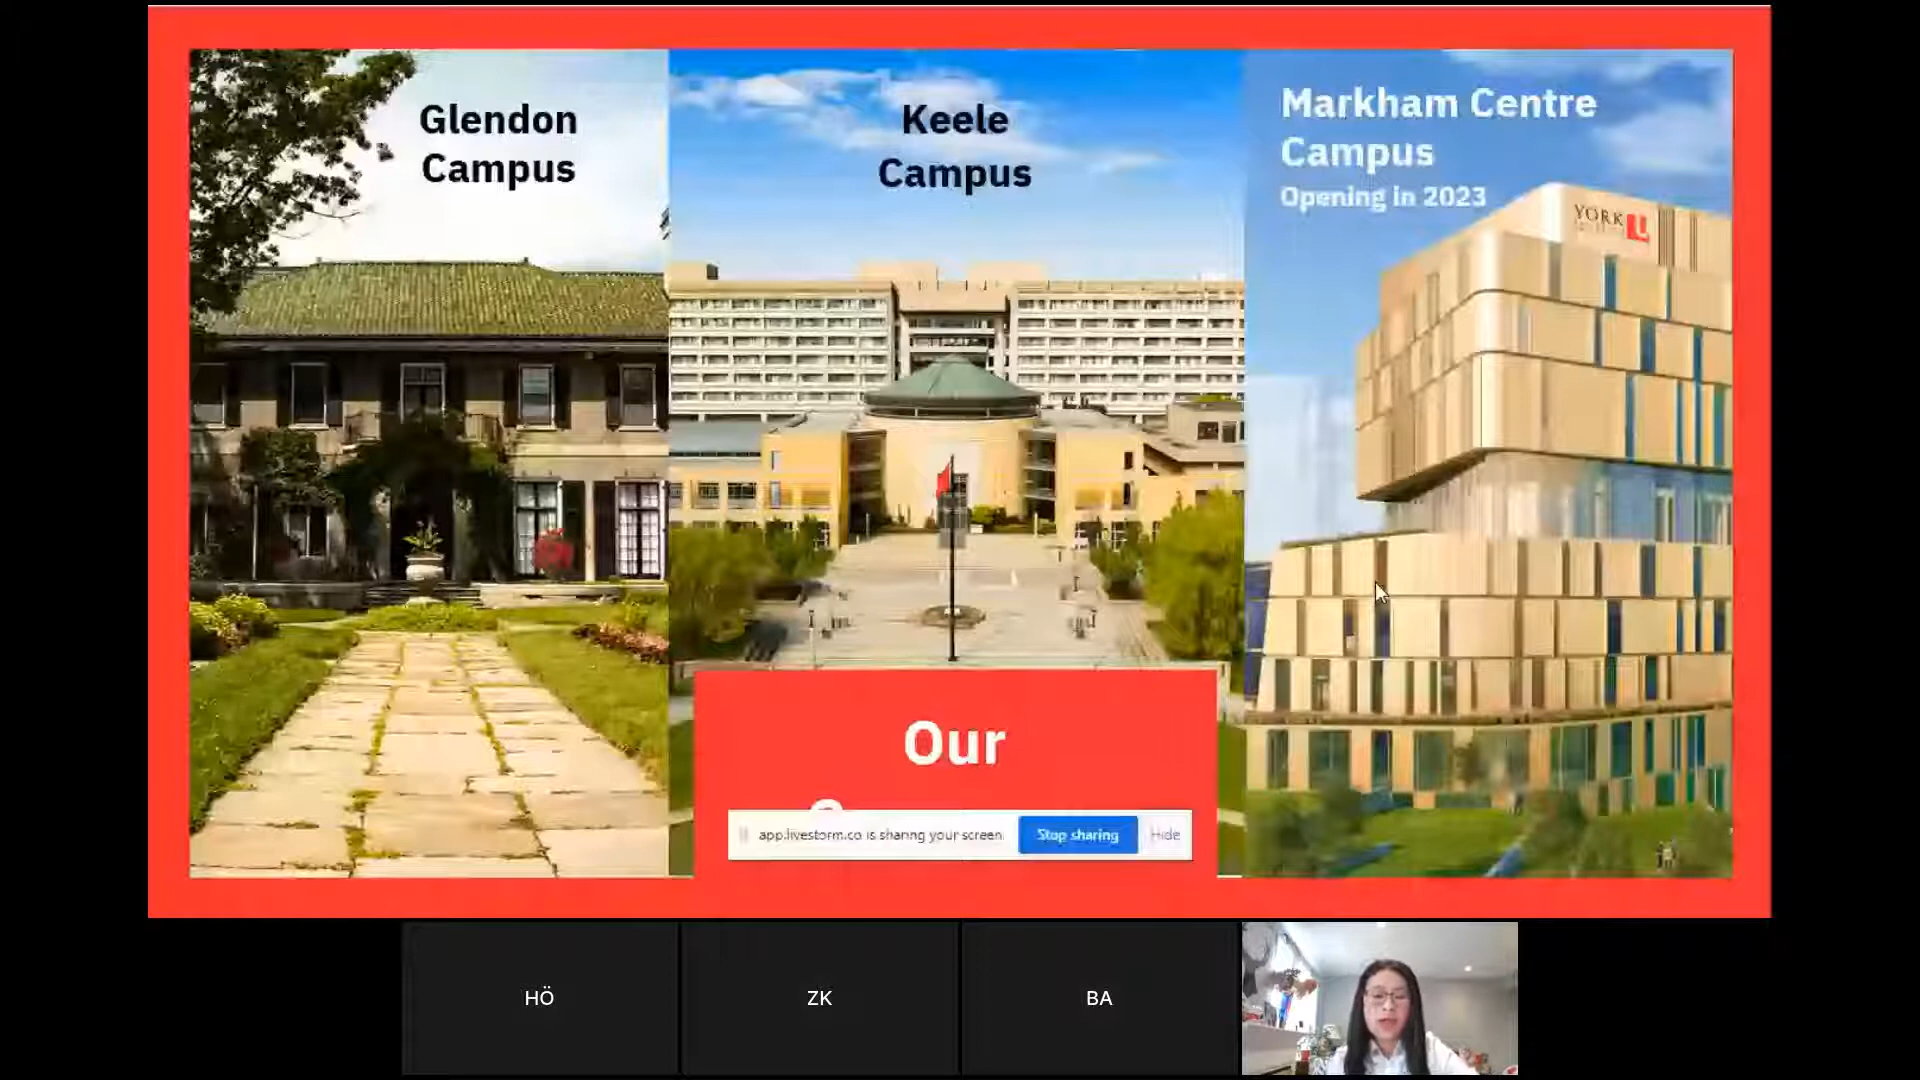 Glendon
Campus
Keele
Campus
Markham Centre
Campus
Opening in 2023
YORK
U
Our
app.livestorm.co is sharing your screen.
Stop sharing
Hide
HÖ
ZK
BA